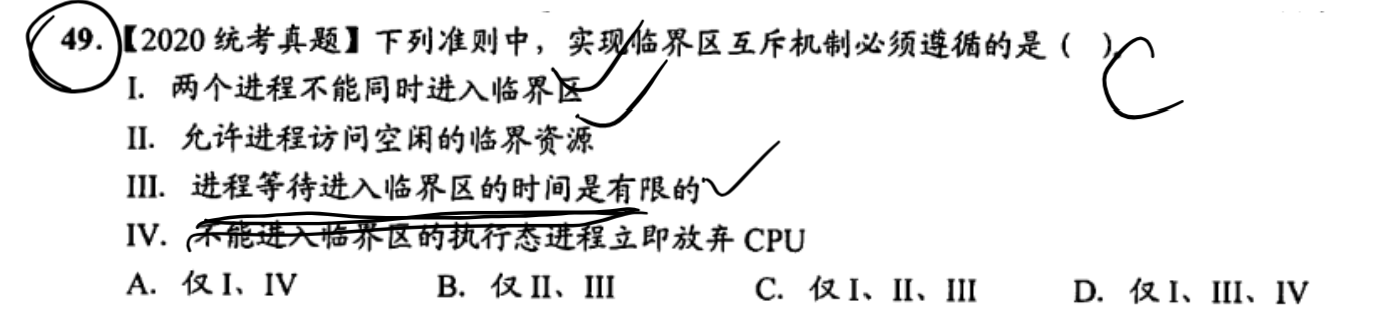 49.【2020 统考真题】下列准则中，实现临界区互斥机制必须遵循的是（ ）。 C
I. 两个进程不能同时进入临界区
II. 允许进程访问空闲的临界资源
III. 进程等待进入临界区的时间是有限的
IV. 不能进入临界区的执行态进程立即放弃 CPU
A. 仅 I、IV B. 仅 II、III C. 仅 I、II、III D. 仅 I、III、IV